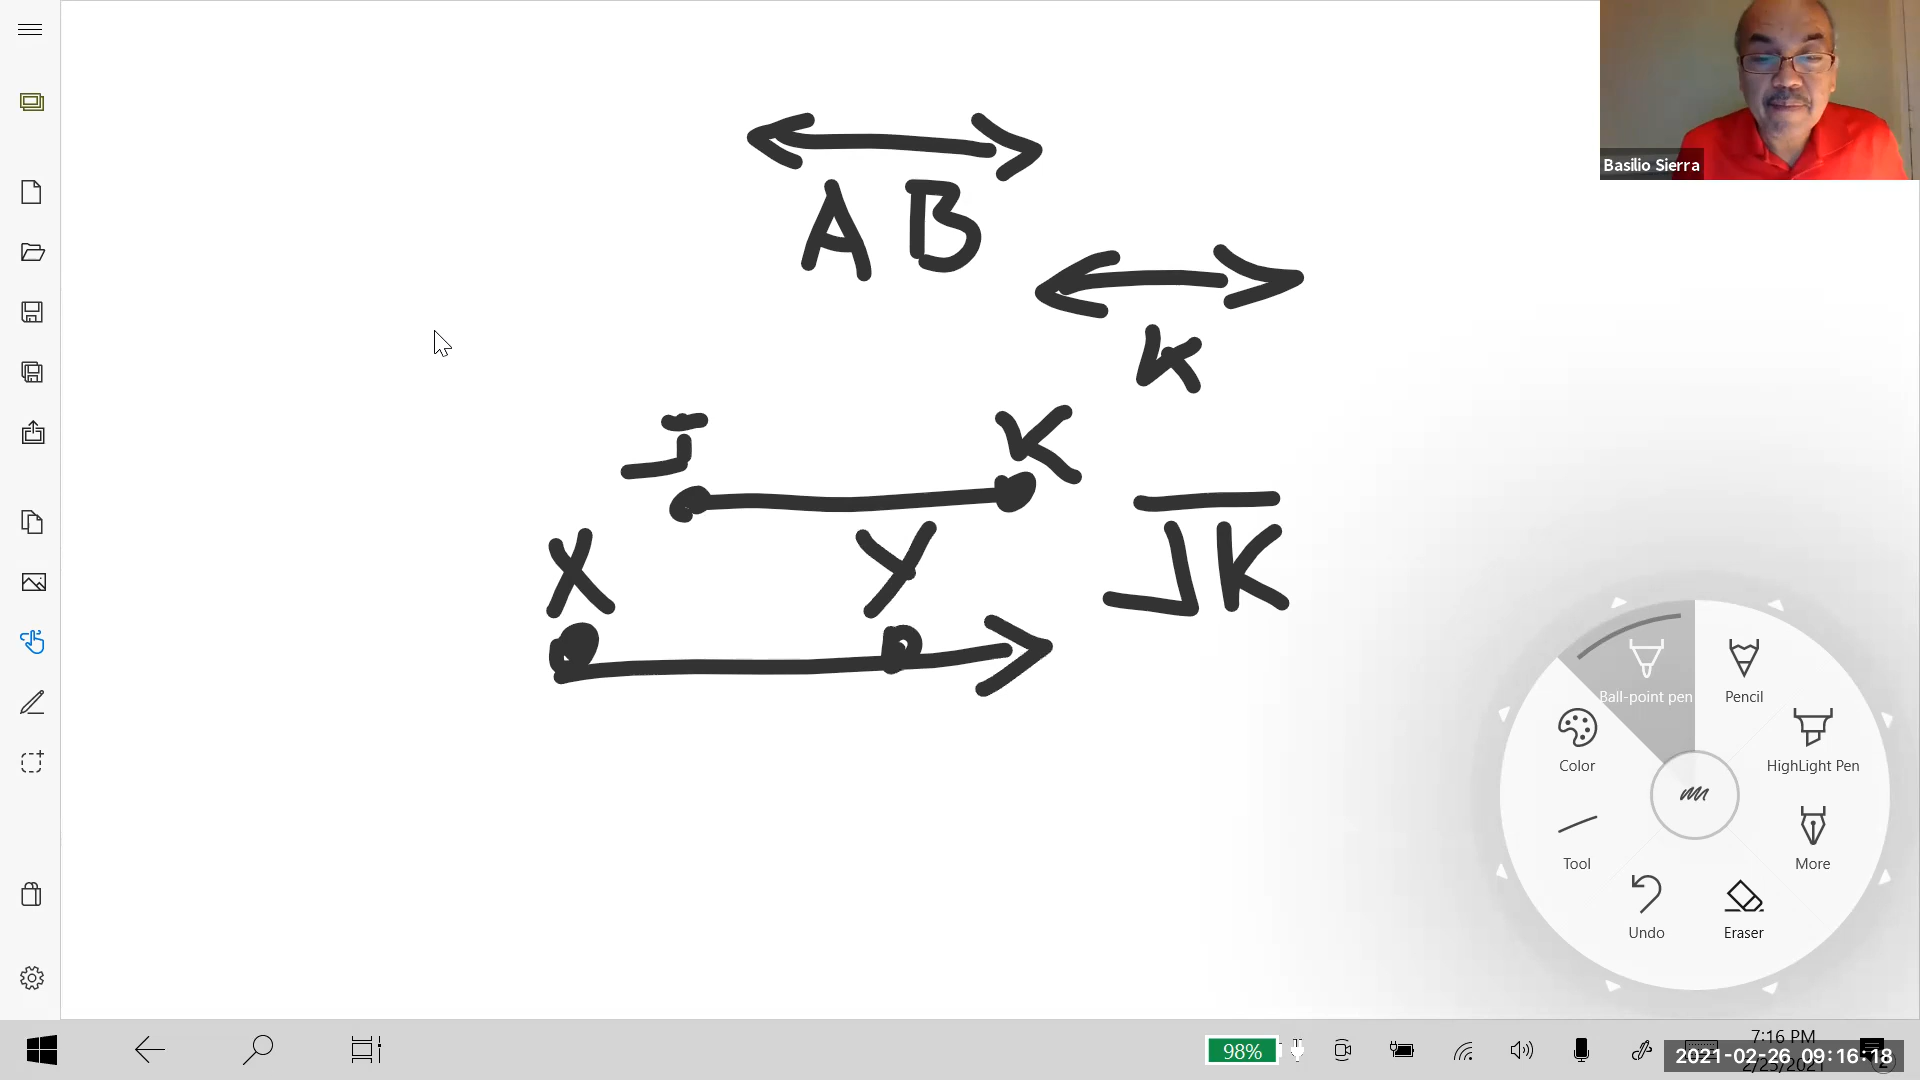 Basilio Sierra
A B
K
J K
X Y
JK
Ball-point pen
Pencil
Color
HighLight Pen
Tool
More
Undo
Eraser
98%
7:16 PM
2021-02-26 09:16:18